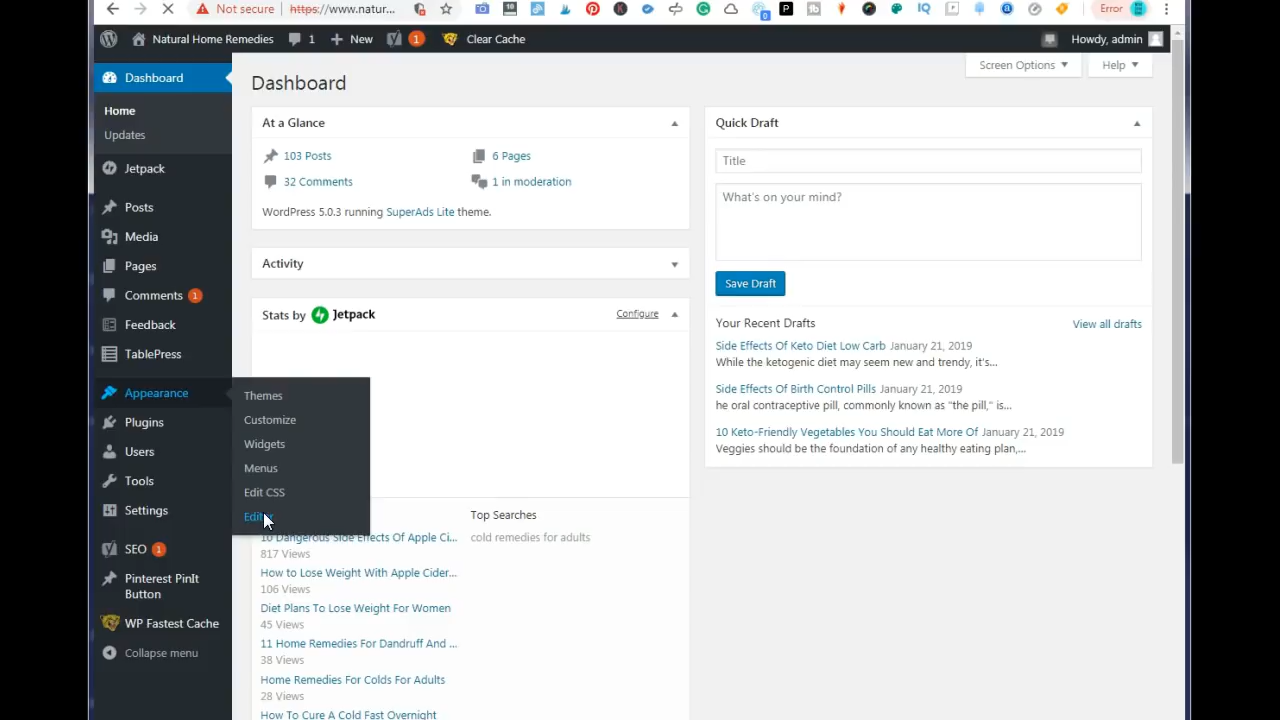 Not secure
https://www.natur...
Error
Natural Home Remedies
1
New
1
Clear Cache
Howdy, admin
Dashboard
Home
Updates
Jetpack
Posts
Media
Pages
Comments 1
Feedback
TablePress
Appearance
Plugins
Users
Tools
Settings
SEO 1
Pinterest PinIt
Button
WP Fastest Cache
Collapse menu
Themes
Customize
Widgets
Menus
Edit CSS
Screen Options
Help
Dashboard
At a Glance
103 Posts
6 Pages
32 Comments
1 in moderation
WordPress 5.0.3 running SuperAds Lite theme.
Activity
Stats by Jetpack
Configure
10 Dangerous Side Effects Of Apple Ci...
817 Views
How to Lose Weight With Apple Cider...
106 Views
Diet Plans To Lose Weight For Women
45 Views
11 Home Remedies For Dandruff And ...
38 Views
Home Remedies For Colds For Adults
28 Views
How To Cure A Cold Fast Overnight
Top Searches
cold remedies for adults
Quick Draft
Title
What's on your mind?
Save Draft
Your Recent Drafts
View all drafts
Side Effects Of Keto Diet Low Carb January 21, 2019
While the ketogenic diet may seem new and trendy, it's...
Side Effects Of Birth Control Pills January 21, 2019
he oral contraceptive pill, commonly known as "the pill," is...
10 Keto-Friendly Vegetables You Should Eat More Of January 21, 2019
Veggies should be the foundation of any healthy eating plan,...